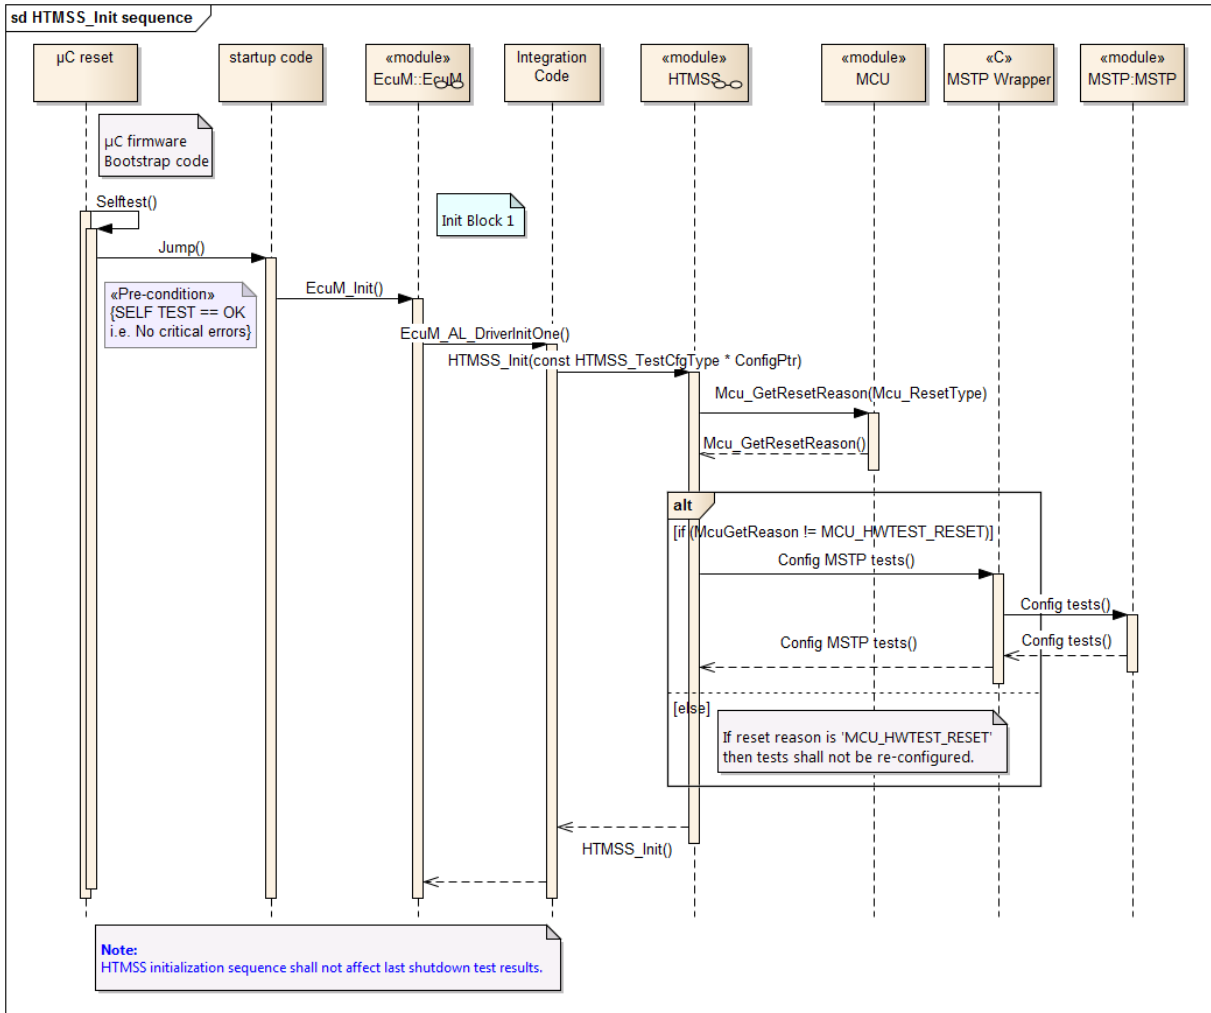 sd HTMSS_Init sequence
µC reset
startup code
«module»
EcuM::EcuM
Integration
Code
«module»
HTMSS
«module»
MCU
«C»
MSTP Wrapper
«module»
MSTP:MSTP
µC firmware
Bootstrap code
Selftest()
Init Block 1
Jump()
«Pre-condition»
{SELF TEST == OK
i.e. No critical errors}
EcuM_Init()
EcuM_AL_DriverInitOne()
HTMSS_Init(const HTMSS_TestCfgType * ConfigPtr)
Mcu_GetResetReason(Mcu_ResetType)
Mcu_GetResetReason()
alt
[if (McuGetReason != MCU_HWTEST_RESET)]
Config MSTP tests()
Config tests()
Config tests()
Config MSTP tests()
[else]
If reset reason is 'MCU_HWTEST_RESET'
then tests shall not be re-configured.
HTMSS_Init()
Note:
HTMSS initialization sequence shall not affect last shutdown test results.